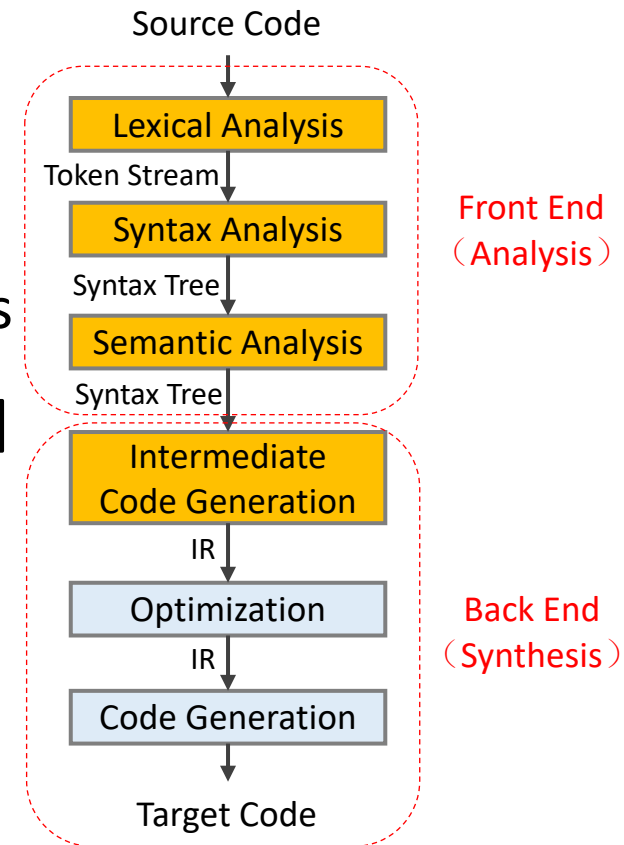 Source Code
Lexical Analysis
Token Stream
Syntax Analysis
Front End
（Analysis）
Syntax Tree
s
Semantic Analysis
Syntax Tree
Intermediate
Code Generation
IR
Optimization
Back End
（Synthesis）
IR
Code Generation
Target Code